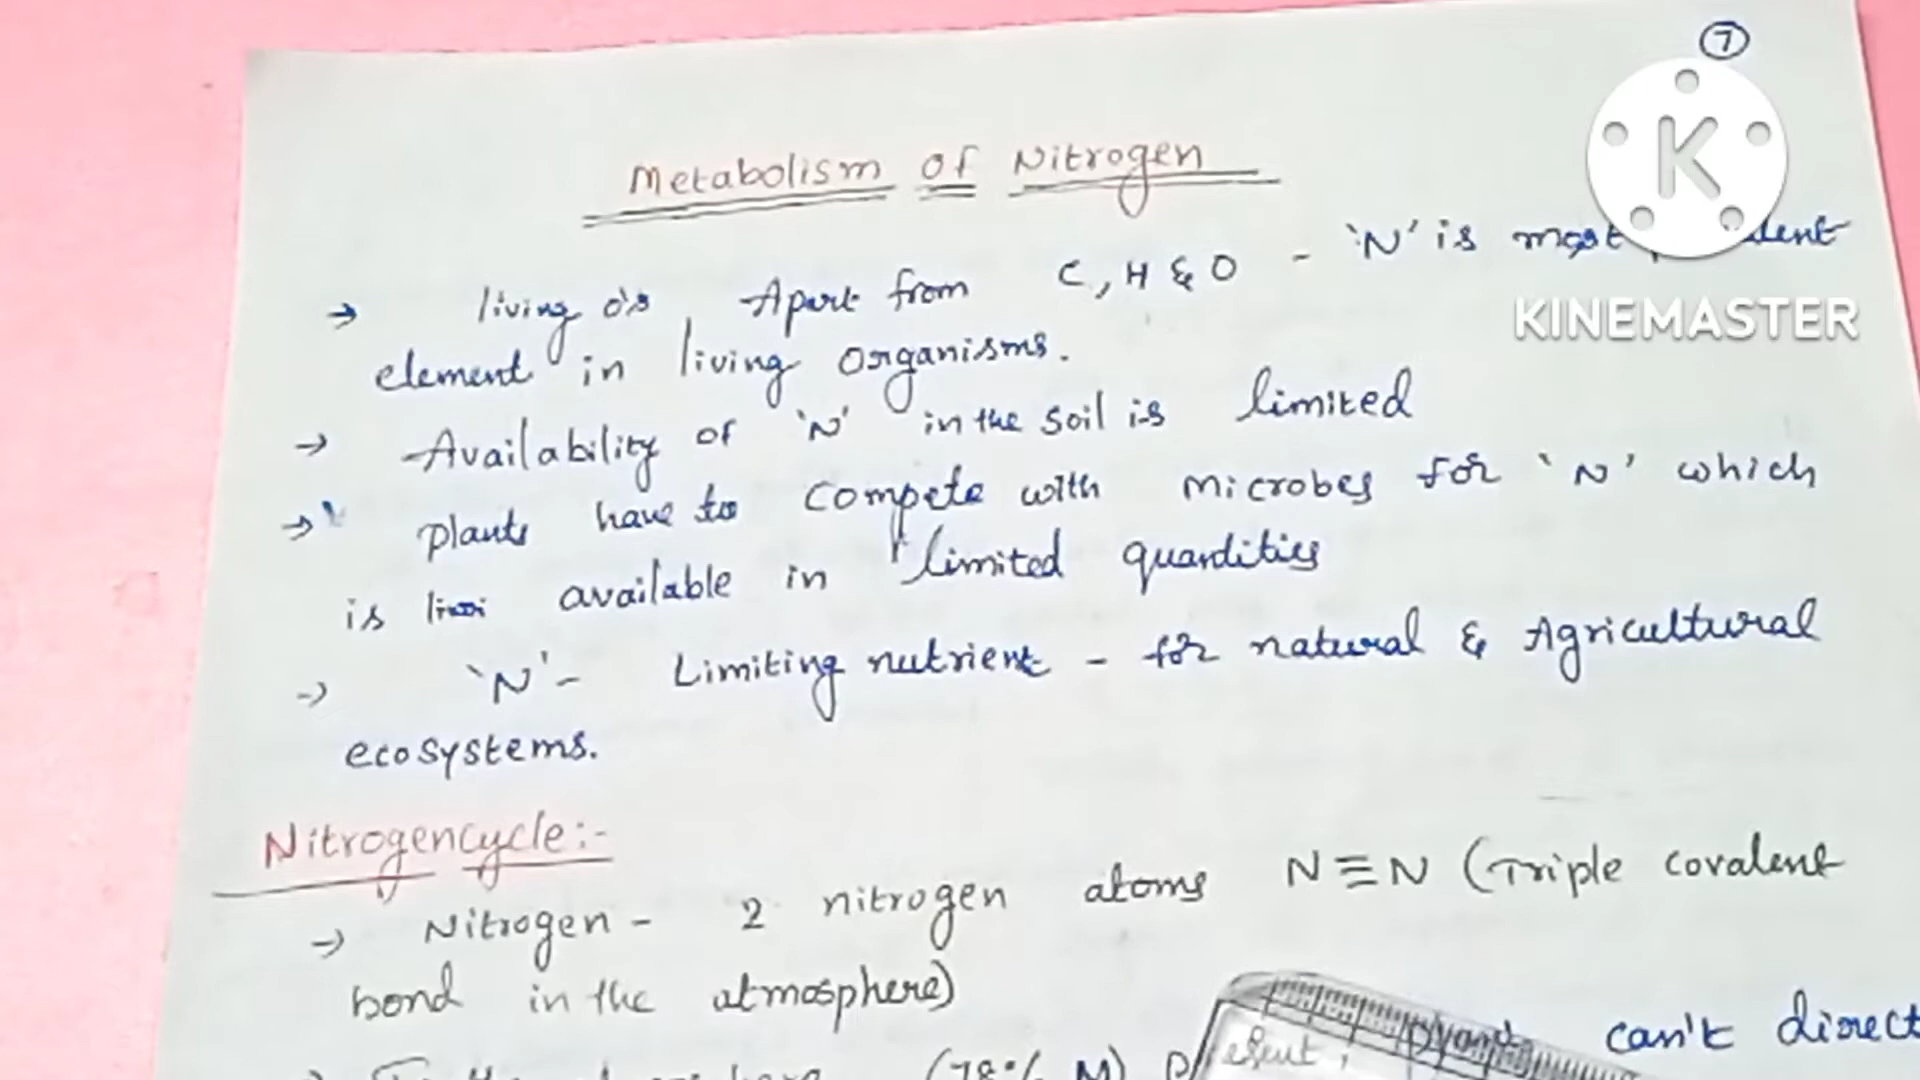 7
Metabolism of Nitrogen
→ living o's Apart from C, H & O - 'N' is most
element in living organisms.
→ Availability of 'N' in the soil is limited
→ plants have to compete with microbes for 'N' which
is available in limited quantities
→ 'N' - Limiting nutrient - for natural & Agricultural
ecosystems.
Nitrogencycle:-
→ Nitrogen - 2 nitrogen atoms N≡N (Triple covalent
bond in the atmosphere)
(78% plant can't direct
K
KINEMASTER